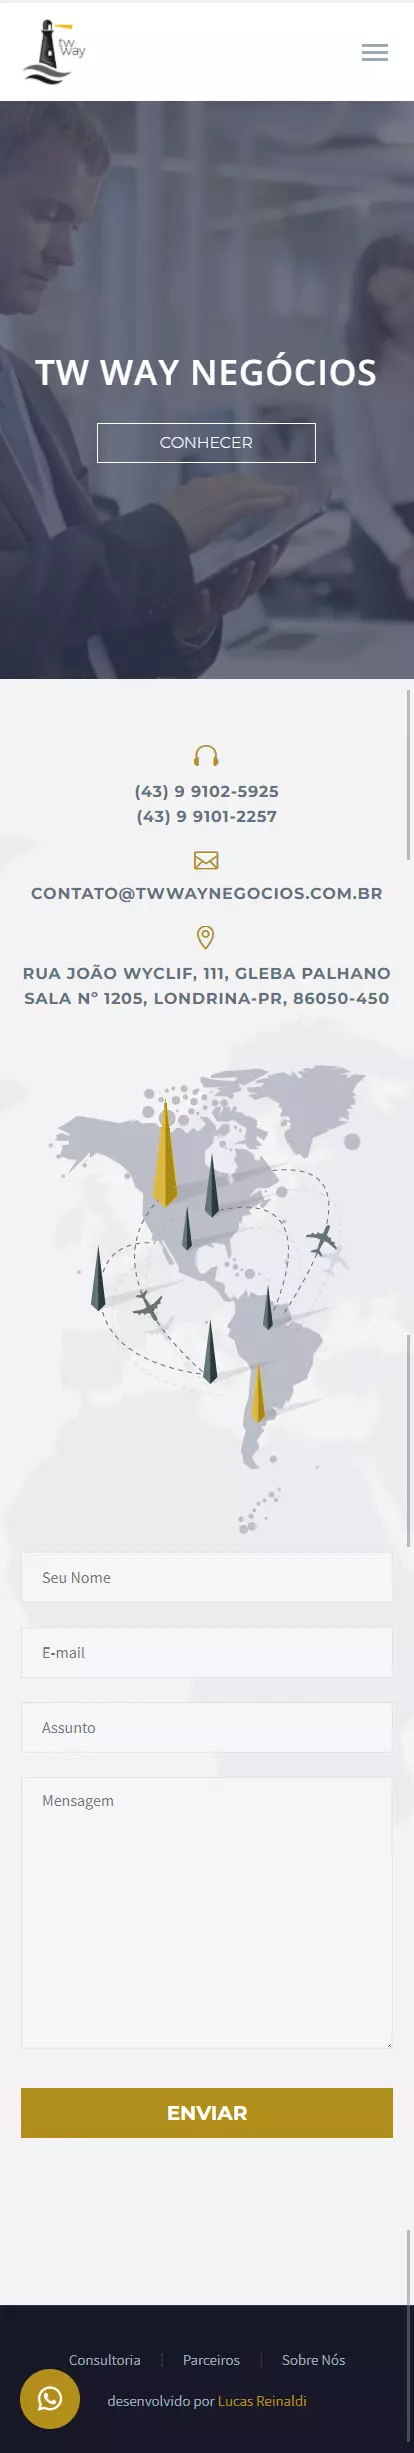 tw
way
TW WAY NEGÓCIOS
CONHECER
(43) 9 9102-5925
(43) 9 9101-2257
CONTATO@TWWAYNEGOCIOS.COM.BR
RUA JOÃO WYCLIF, 111, GLEBA PALHANO
SALA Nº 1205, LONDRINA-PR, 86050-450
Seu Nome
E-mail
Assunto
Mensagem
ENVIAR
Consultoria | Parceiros | Sobre Nós
desenvolvido por Lucas Reinaldi